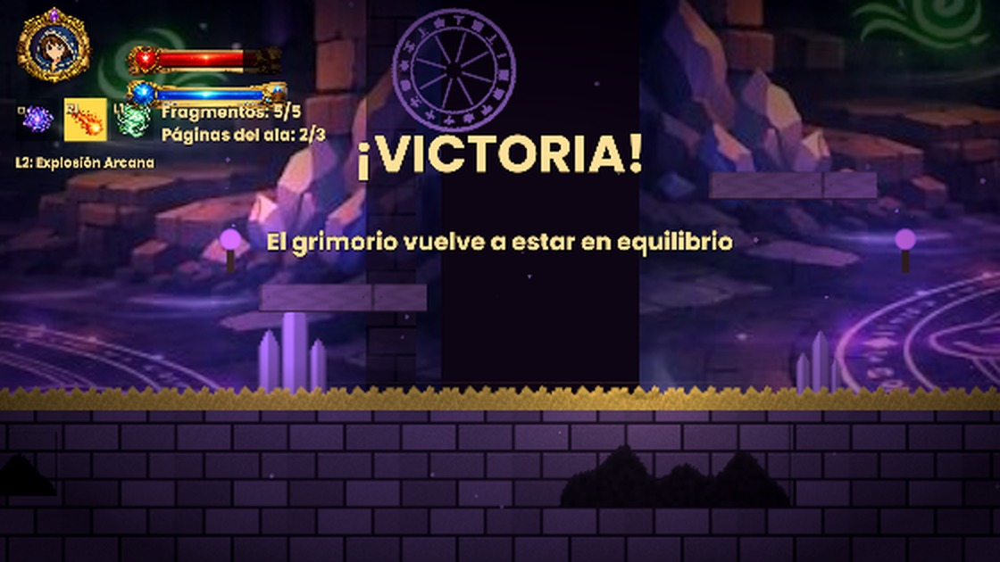 Fragmentos: 5/5
Páginas del ala: 2/3
L2: Explosión Arcana
¡VICTORIA!
El grimorio vuelve a estar en equilibrio